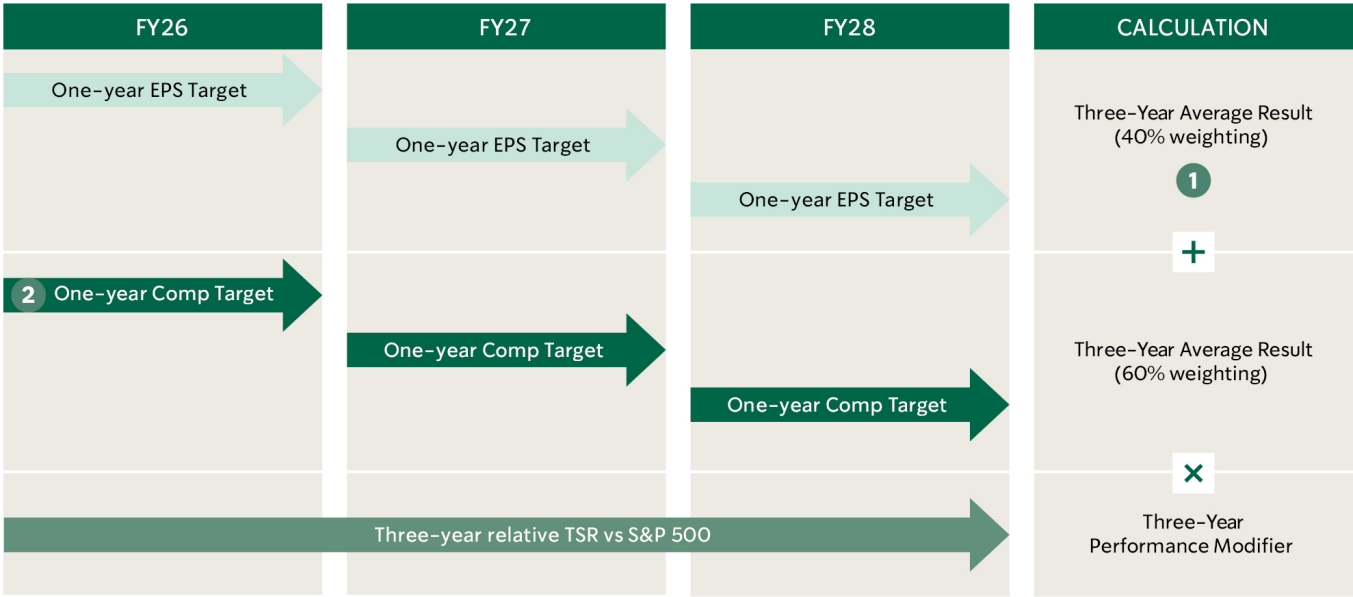 FY26
FY27
FY28
CALCULATION
One-year EPS Target
One-year EPS Target
One-year EPS Target
Three-Year Average Result
(40% weighting)
1
+
2
One-year Comp Target
One-year Comp Target
One-year Comp Target
Three-Year Average Result
(60% weighting)
×
Three-year relative TSR vs S&P 500
Three-Year
Performance Modifier